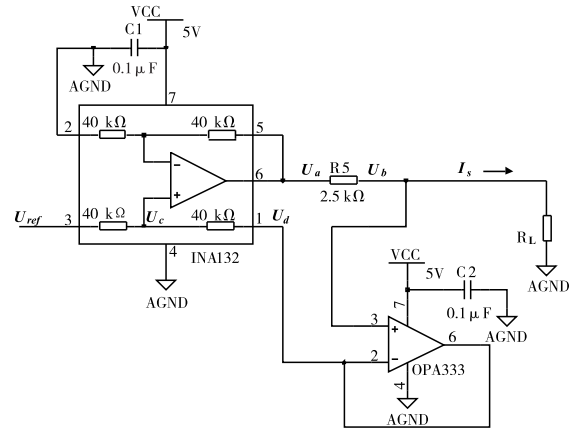 VCC
C1
5V
0.1 μF
AGND
7
2
40 kΩ
40 kΩ
5
6
U_a
R5
U_b
I_s
2.5 kΩ
U_ref
3
40 kΩ
U_c
40 kΩ
1
U_d
4
INA132
R_L
AGND
AGND
VCC
5V
C2
7
0.1 μF
AGND
3
6
2
OPA333
4
AGND